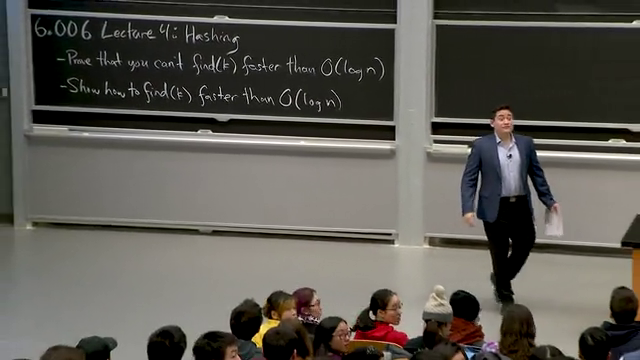 6.006 Lecture 4: Hashing
-Prove that you can't find(k) faster than O(log n)
-Show how to find(k) faster than O(log n)